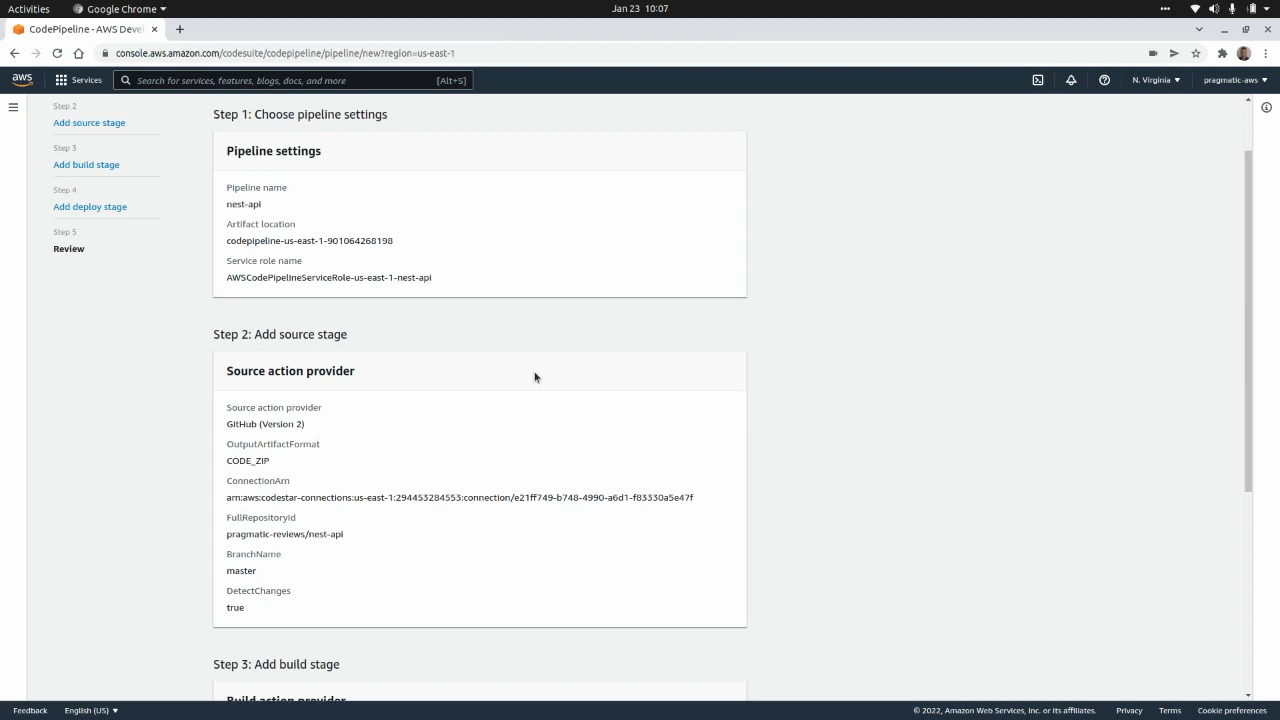 Activities
Google Chrome
Jan 23 10:07
CodePipeline - AWS Deve
console.aws.amazon.com/codesuite/codepipeline/pipeline/new?region=us-east-1
aws
Services
Search for services, features, blogs, docs, and more
[Alt+S]
N. Virginia
pragmatic-aws
Step 2
Add source stage
Step 3
Add build stage
Step 4
Add deploy stage
Step 5
Review
Step 1: Choose pipeline settings
Pipeline settings
Pipeline name
nest-api
Artifact location
codepipeline-us-east-1-901064268198
Service role name
AWSCodePipelineServiceRole-us-east-1-nest-api
Step 2: Add source stage
Source action provider
Source action provider
GitHub (Version 2)
OutputArtifactFormat
CODE_ZIP
ConnectionArn
arn:aws:codestar-connections:us-east-1:294453284553:connection/e21ff749-b748-4990-a6d1-f83330a5e47f
FullRepositoryId
pragmatic-reviews/nest-api
BranchName
master
DetectChanges
true
Step 3: Add build stage
Build action provider
Feedback
English (US)
© 2022, Amazon Web Services, Inc. or its affiliates.
Privacy
Terms
Cookie preferences